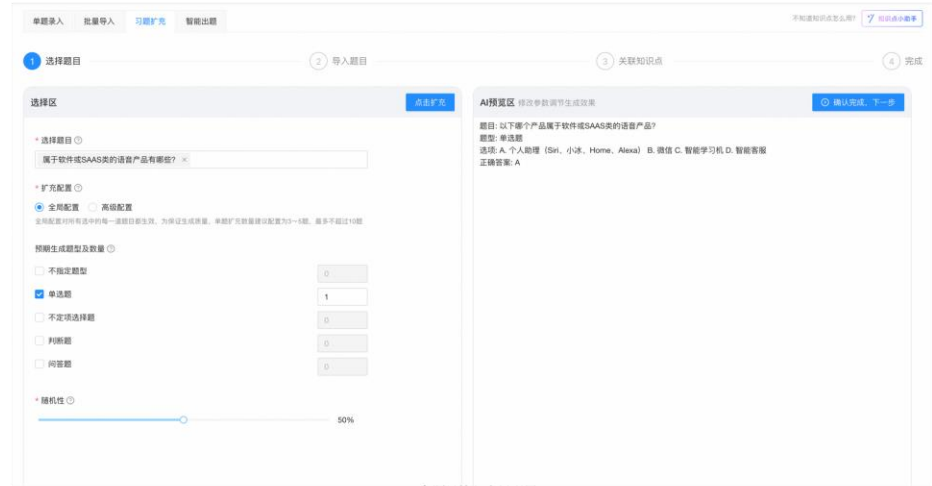 单题录入 批量导入 习题扩充 智能出题
不知道知识点怎么用? 知识点小助手
1 选择题目 2 导入题目 3 关联知识点 4 完成
选择区 点击扩充
* 选择题目
属于软件或SAAS类的语音产品有哪些? ×
* 扩充配置
全局配置 高级配置
全局配置对所有选中的每一道题目都生效，为保证生成质量，单题扩充数量建议配置为3~5题，最多不超过10题
预期生成题型及数量
不指定题型 0
单选题 1
不定项选择题 0
判断题 0
问答题 0
* 随机性
50%
AI预览区 修改参数调节生成效果 确认完成，下一步
题目: 以下哪个产品属于软件或SAAS类的语音产品?
题型: 单选题
选项: A. 个人助理（Siri、小冰、Home、Alexa） B. 微信 C. 智能学习机 D. 智能客服
正确答案: A